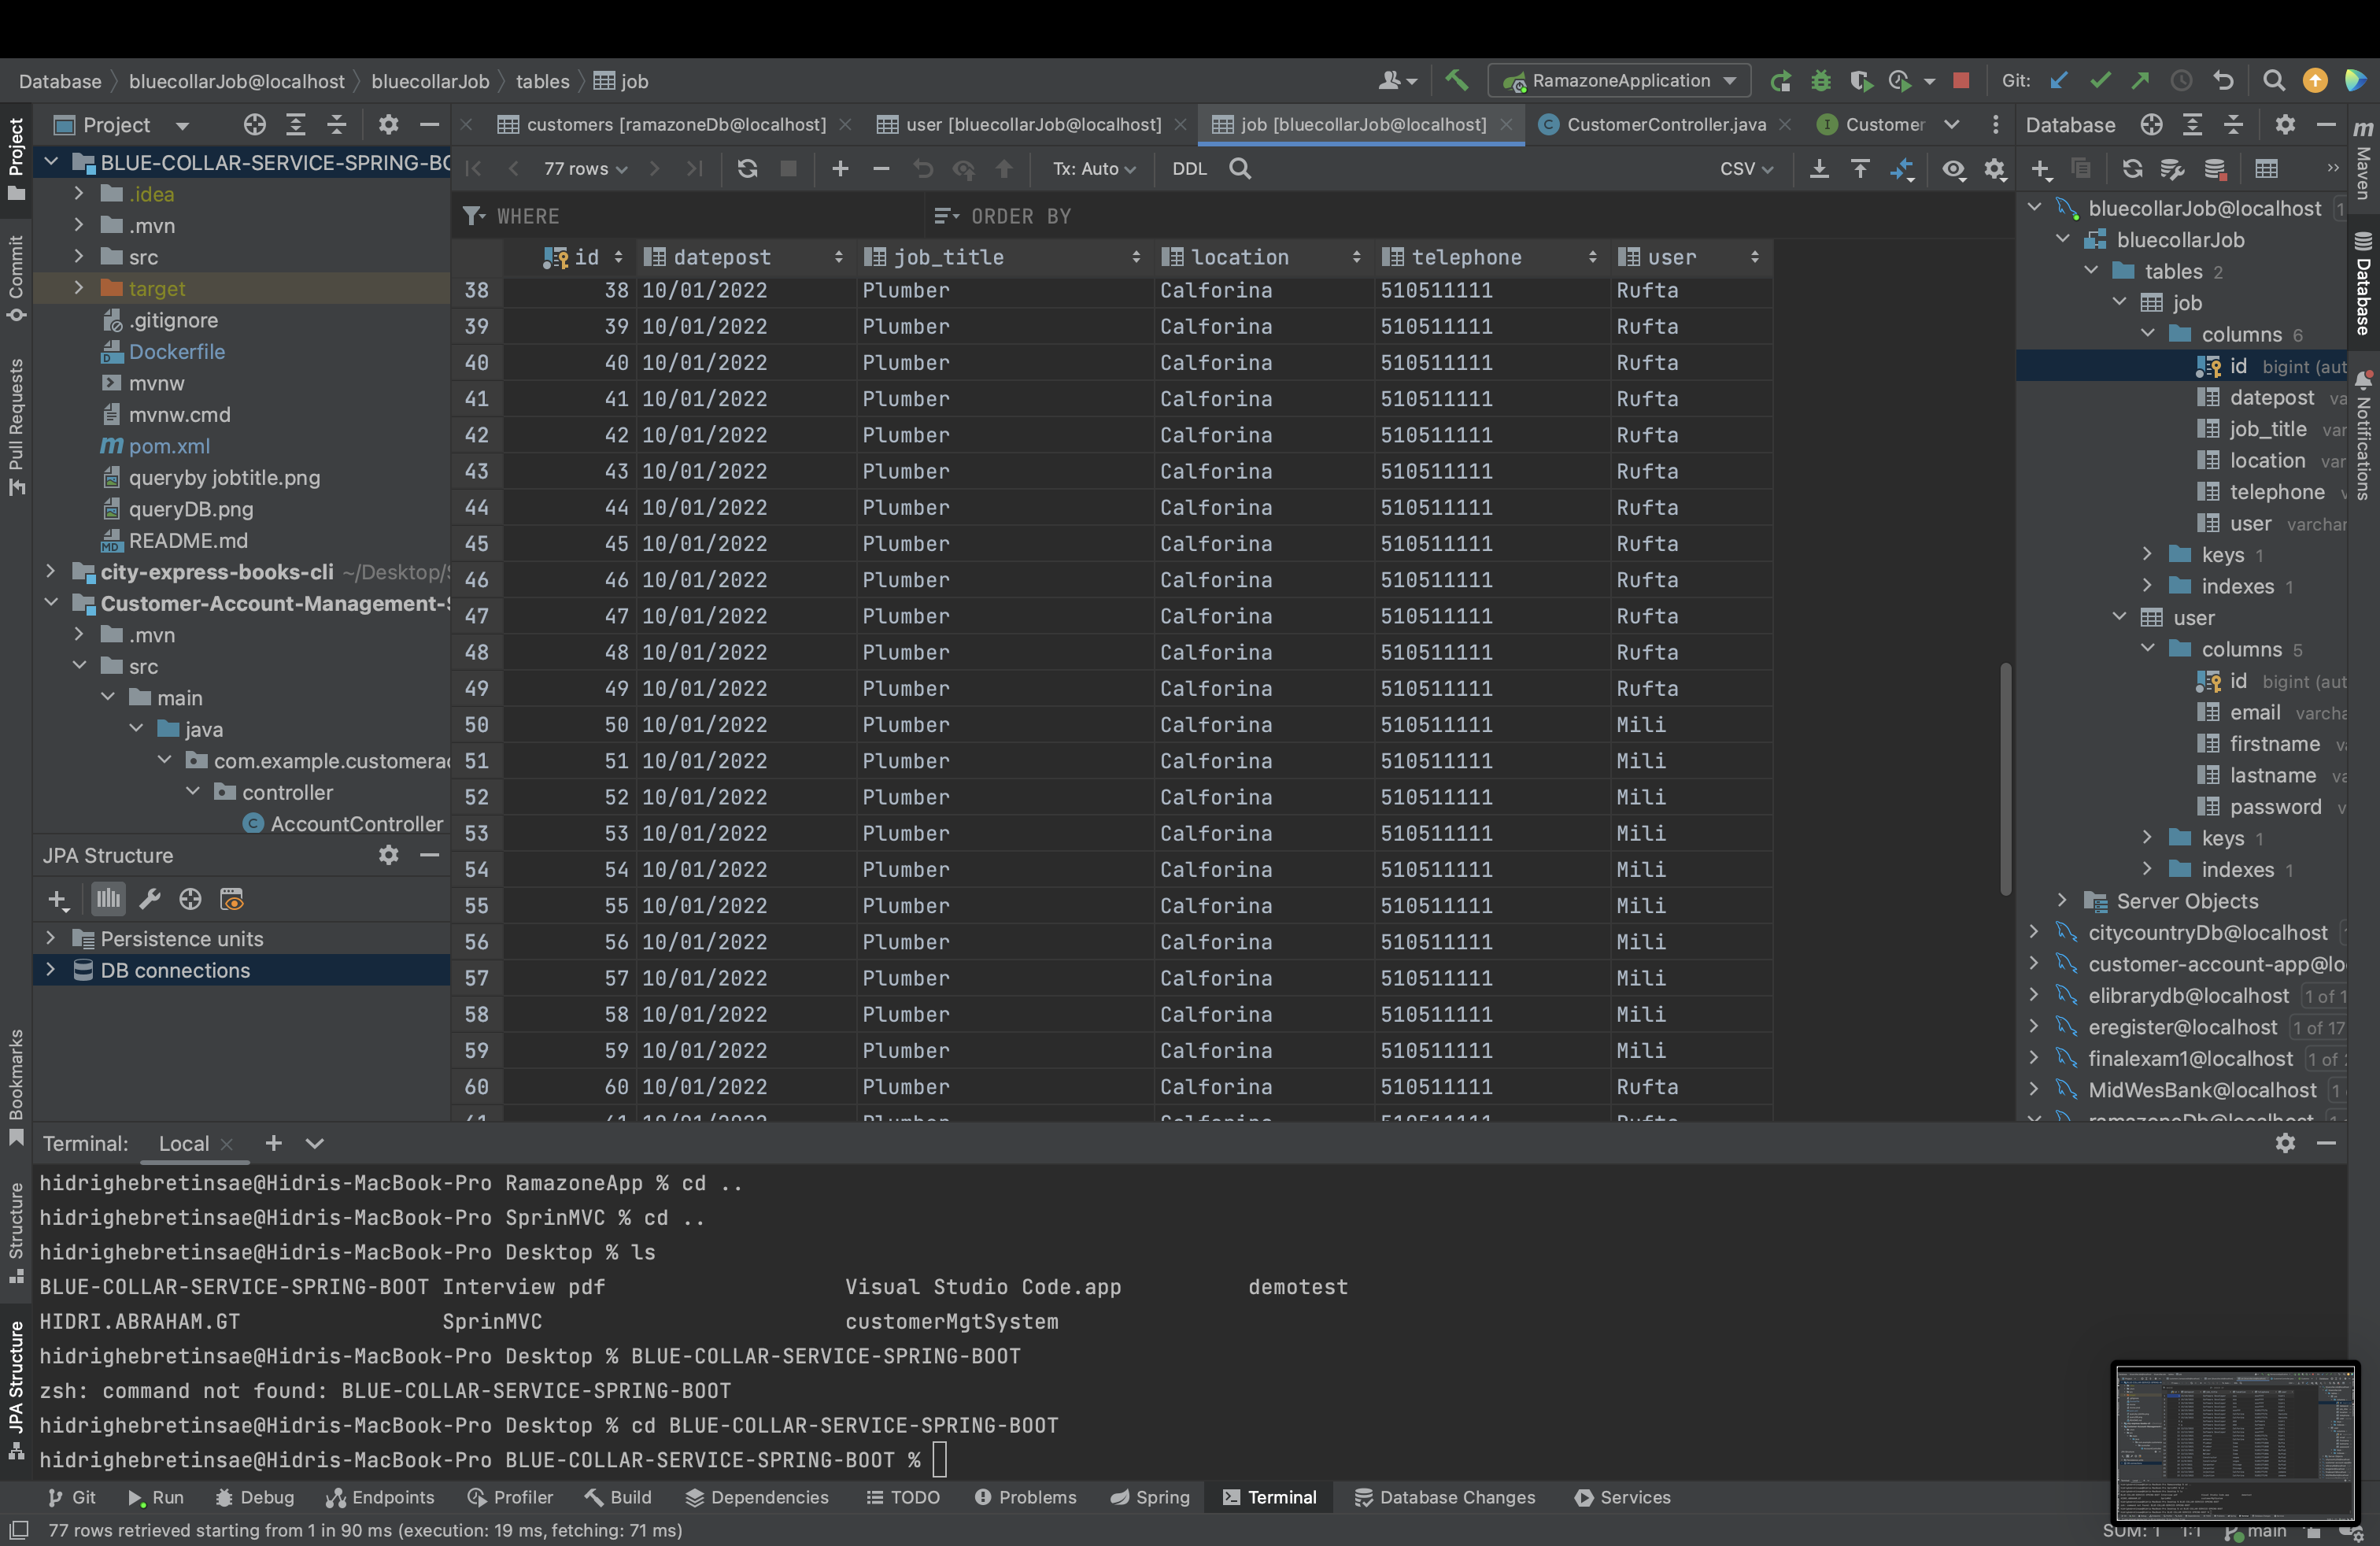 Database bluecollarJob@localhost bluecollarJob tables job RamazoneApplication Git:
Project
customers [ramazoneDb@localhost] user [bluecollarJob@localhost] job [bluecollarJob@localhost] CustomerController.java Customer
Database
77 rows Tx: Auto DDL CSV
WHERE ORDER BY
id datepost job_title location telephone user
38 38 10/01/2022 Plumber Calforina 510511111 Rufta
39 39 10/01/2022 Plumber Calforina 510511111 Rufta
40 40 10/01/2022 Plumber Calforina 510511111 Rufta
41 41 10/01/2022 Plumber Calforina 510511111 Rufta
42 42 10/01/2022 Plumber Calforina 510511111 Rufta
43 43 10/01/2022 Plumber Calforina 510511111 Rufta
44 44 10/01/2022 Plumber Calforina 510511111 Rufta
45 45 10/01/2022 Plumber Calforina 510511111 Rufta
46 46 10/01/2022 Plumber Calforina 510511111 Rufta
47 47 10/01/2022 Plumber Calforina 510511111 Rufta
48 48 10/01/2022 Plumber Calforina 510511111 Rufta
49 49 10/01/2022 Plumber Calforina 510511111 Rufta
50 50 10/01/2022 Plumber Calforina 510511111 Mili
51 51 10/01/2022 Plumber Calforina 510511111 Mili
52 52 10/01/2022 Plumber Calforina 510511111 Mili
53 53 10/01/2022 Plumber Calforina 510511111 Mili
54 54 10/01/2022 Plumber Calforina 510511111 Mili
55 55 10/01/2022 Plumber Calforina 510511111 Mili
56 56 10/01/2022 Plumber Calforina 510511111 Mili
57 57 10/01/2022 Plumber Calforina 510511111 Mili
58 58 10/01/2022 Plumber Calforina 510511111 Mili
59 59 10/01/2022 Plumber Calforina 510511111 Mili
60 60 10/01/2022 Plumber Calforina 510511111 Rufta
BLUE-COLLAR-SERVICE-SPRING-BO
.idea
.mvn
src
target
.gitignore
Dockerfile
mvnw
mvnw.cmd
pom.xml
queryby jobtitle.png
queryDB.png
README.md
city-express-books-cli ~/Desktop/
Customer-Account-Management-S
.mvn
src
main
java
com.example.customerac
controller
AccountController
JPA Structure
Persistence units
DB connections
bluecollarJob@localhost 1
bluecollarJob
tables 2
job
columns 6
id bigint (aut
datepost va
job_title var
location var
telephone v
user varchar
keys 1
indexes 1
user
columns 5
id bigint (aut
email varcha
firstname va
lastname va
password v
keys 1
indexes 1
Server Objects
citycountryDb@localhost
customer-account-app@lo
elibrarydb@localhost 1 of 1
eregister@localhost 1 of 17
finalexam1@localhost 1 of
MidWesBank@localhost 1
ramazoneDb@localhost
Project
Commit
Pull Requests
Bookmarks
Structure
JPA Structure
Maven
Database
Notifications
Terminal: Local
hidrighebretinsae@Hidris-MacBook-Pro RamazoneApp % cd ..
hidrighebretinsae@Hidris-MacBook-Pro SprinMVC % cd ..
hidrighebretinsae@Hidris-MacBook-Pro Desktop % ls
BLUE-COLLAR-SERVICE-SPRING-BOOT Interview pdf Visual Studio Code.app demotest
HIDRI.ABRAHAM.GT SprinMVC customerMgtSystem
hidrighebretinsae@Hidris-MacBook-Pro Desktop % BLUE-COLLAR-SERVICE-SPRING-BOOT
zsh: command not found: BLUE-COLLAR-SERVICE-SPRING-BOOT
hidrighebretinsae@Hidris-MacBook-Pro Desktop % cd BLUE-COLLAR-SERVICE-SPRING-BOOT
hidrighebretinsae@Hidris-MacBook-Pro BLUE-COLLAR-SERVICE-SPRING-BOOT %
Git Run Debug Endpoints Profiler Build Dependencies TODO Problems Spring Terminal Database Changes Services
77 rows retrieved starting from 1 in 90 ms (execution: 19 ms, fetching: 71 ms) SUM: 1 1:1 main